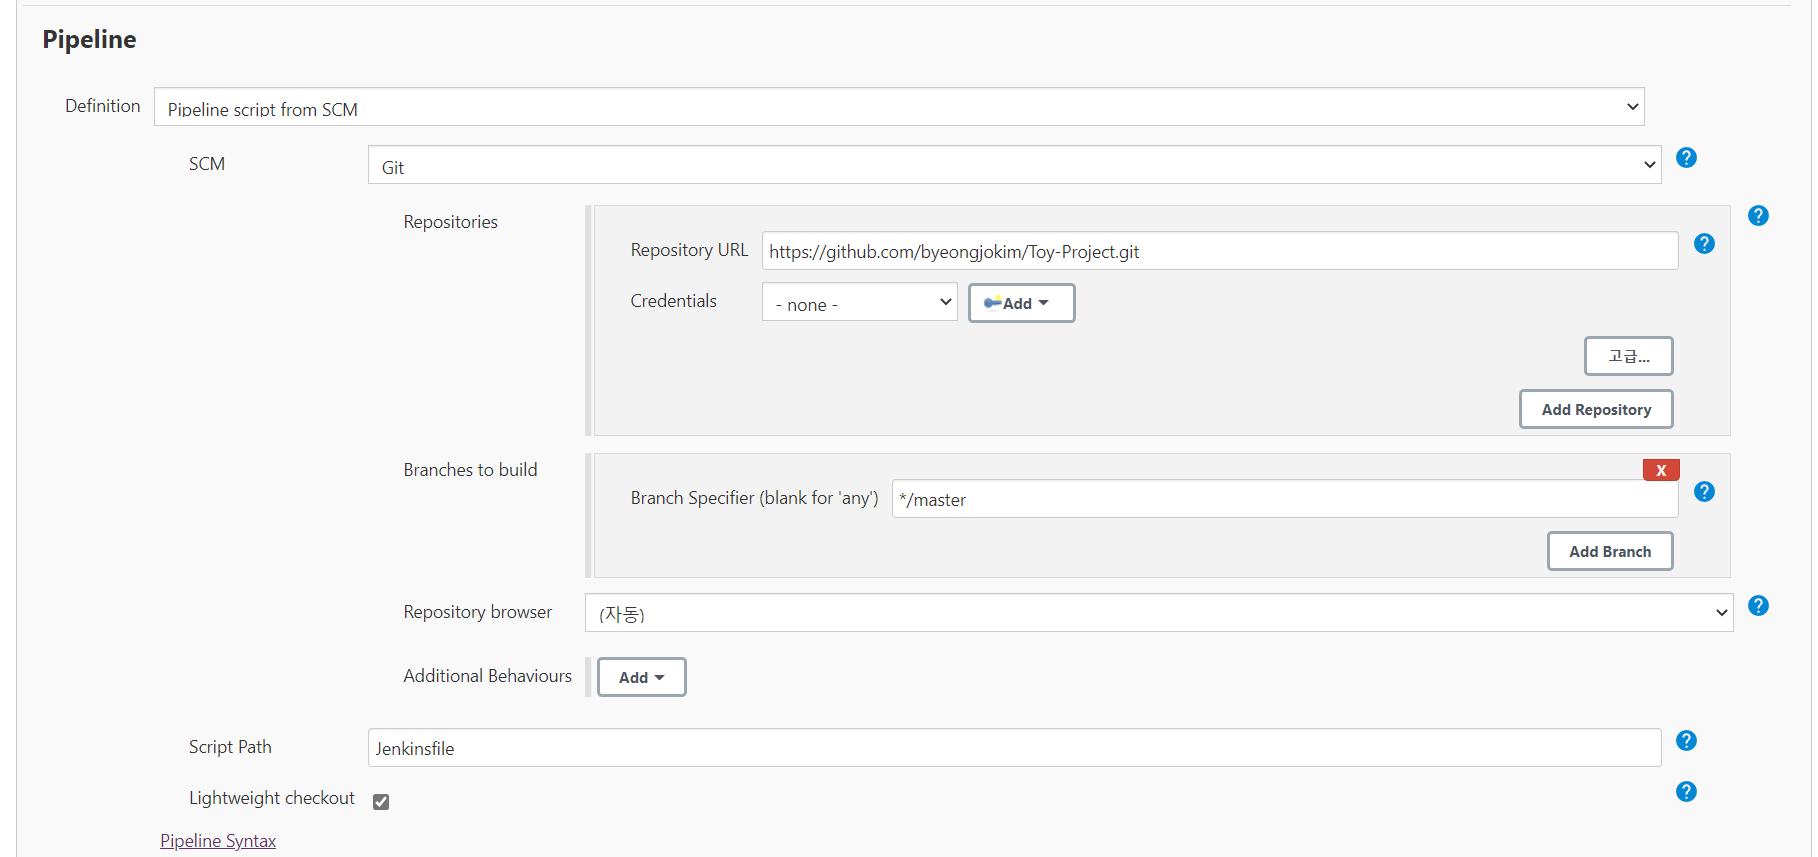 Pipeline
Definition
Pipeline script from SCM
SCM
Git
?
Repositories
?
Repository URL
https://github.com/byeongjokim/Toy-Project.git
?
Credentials
- none -
Add
고급...
Add Repository
Branches to build
X
Branch Specifier (blank for 'any')
*/master
?
Add Branch
Repository browser
(자동)
?
Additional Behaviours
Add
Script Path
Jenkinsfile
?
Lightweight checkout
?
Pipeline Syntax